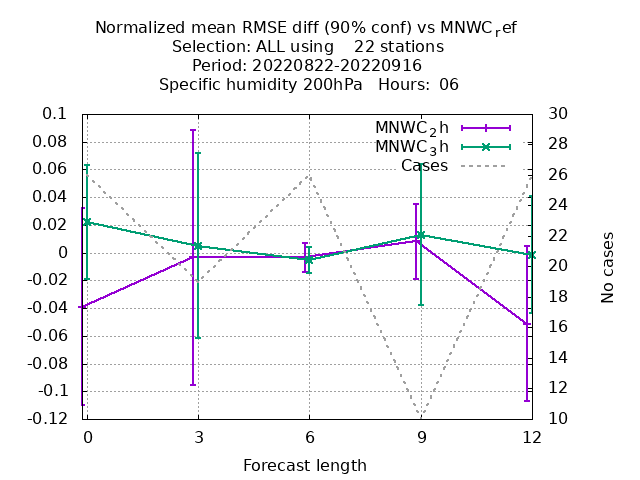 Normalized mean RMSE diff (90% conf) vs MNWCref
Selection: ALL using    22 stations
Period: 20220822-20220916
Specific humidity 200hPa   Hours:  06
0.1
0.08
0.06
0.04
0.02
0
-0.02
-0.04
-0.06
-0.08
-0.1
-0.12
30
28
26
24
22
20
18
16
14
12
10
MNWC2h
MNWC3h
Cases
No cases
0 3 6 9 12
Forecast length